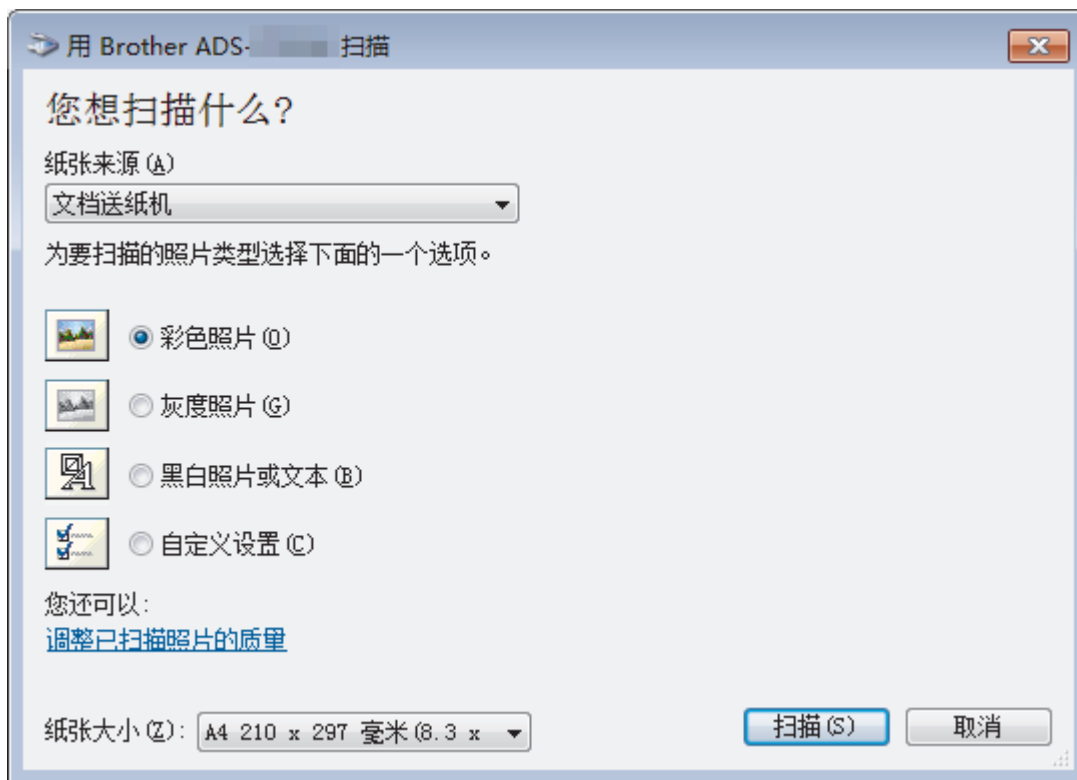 用 Brother ADS- 扫描
您想扫描什么?
纸张来源(A)
文档送纸机
为要扫描的照片类型选择下面的一个选项。
彩色照片(O)
灰度照片(G)
黑白照片或文本(B)
自定义设置(C)
您还可以:
调整已扫描照片的质量
纸张大小(Z): A4 210 x 297 毫米(8.3 x 扫描(S) 取消